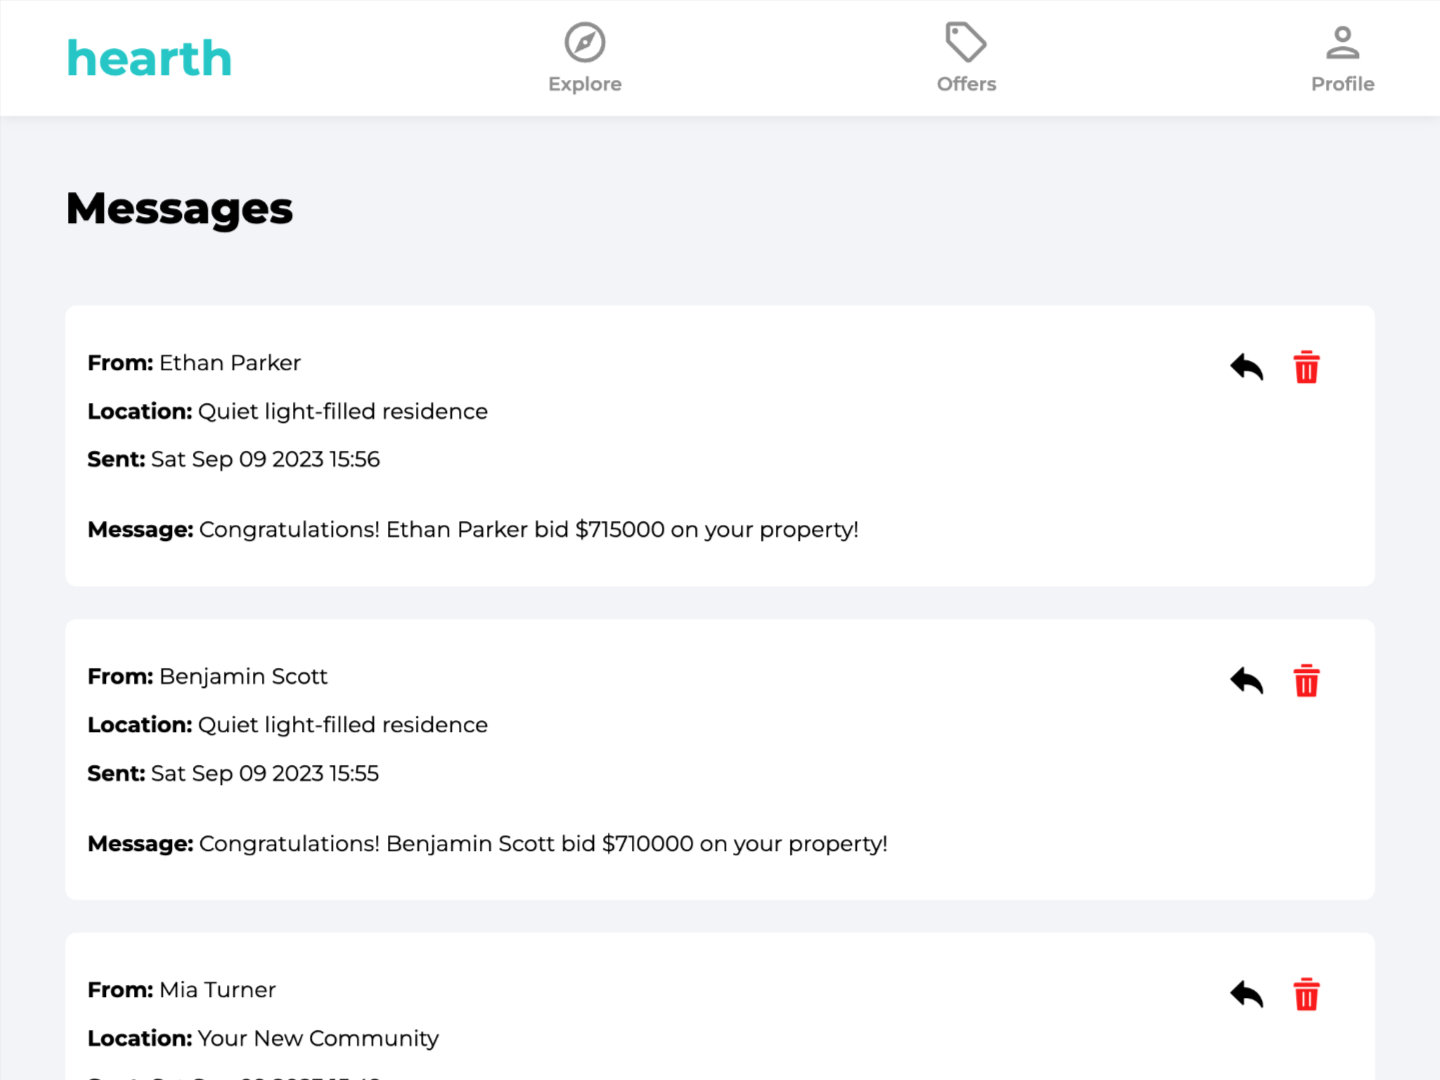 hearth
Explore
Offers
Profile
Messages
From: Ethan Parker
Location: Quiet light-filled residence
Sent: Sat Sep 09 2023 15:56
Message: Congratulations! Ethan Parker bid $715000 on your property!
From: Benjamin Scott
Location: Quiet light-filled residence
Sent: Sat Sep 09 2023 15:55
Message: Congratulations! Benjamin Scott bid $710000 on your property!
From: Mia Turner
Location: Your New Community